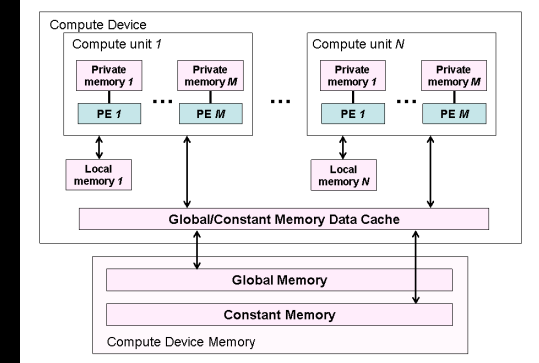 Compute Device
Compute unit 1
Compute unit N
Private
memory 1
Private
memory M
Private
memory 1
Private
memory M
...
...
...
PE 1
PE M
PE 1
PE M
Local
memory 1
Local
memory N
Global/Constant Memory Data Cache
Global Memory
Constant Memory
Compute Device Memory